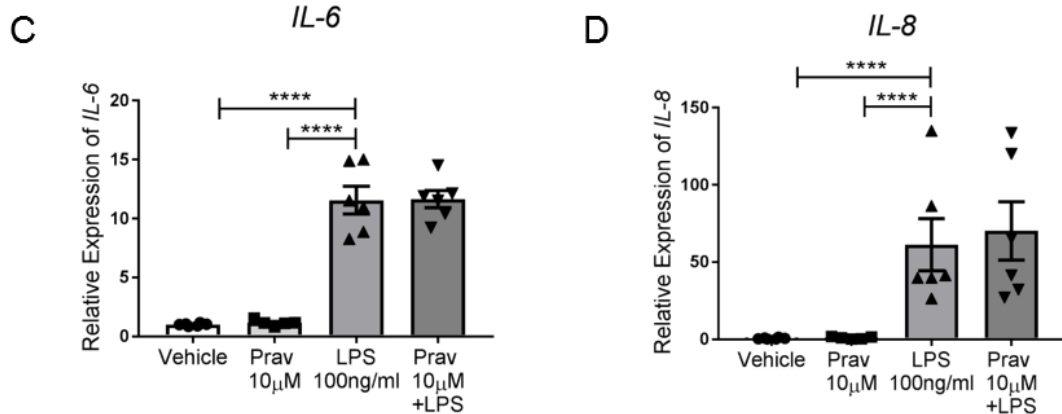 C
IL-6
****
****
Relative Expression of IL-6
20
15
10
5
0
Vehicle
Prav
10μM
LPS
100ng/ml
Prav
10μM
+LPS
D
IL-8
****
****
Relative Expression of IL-8
150
100
50
0
Vehicle
Prav
10μM
LPS
100ng/ml
Prav
10μM
+LPS